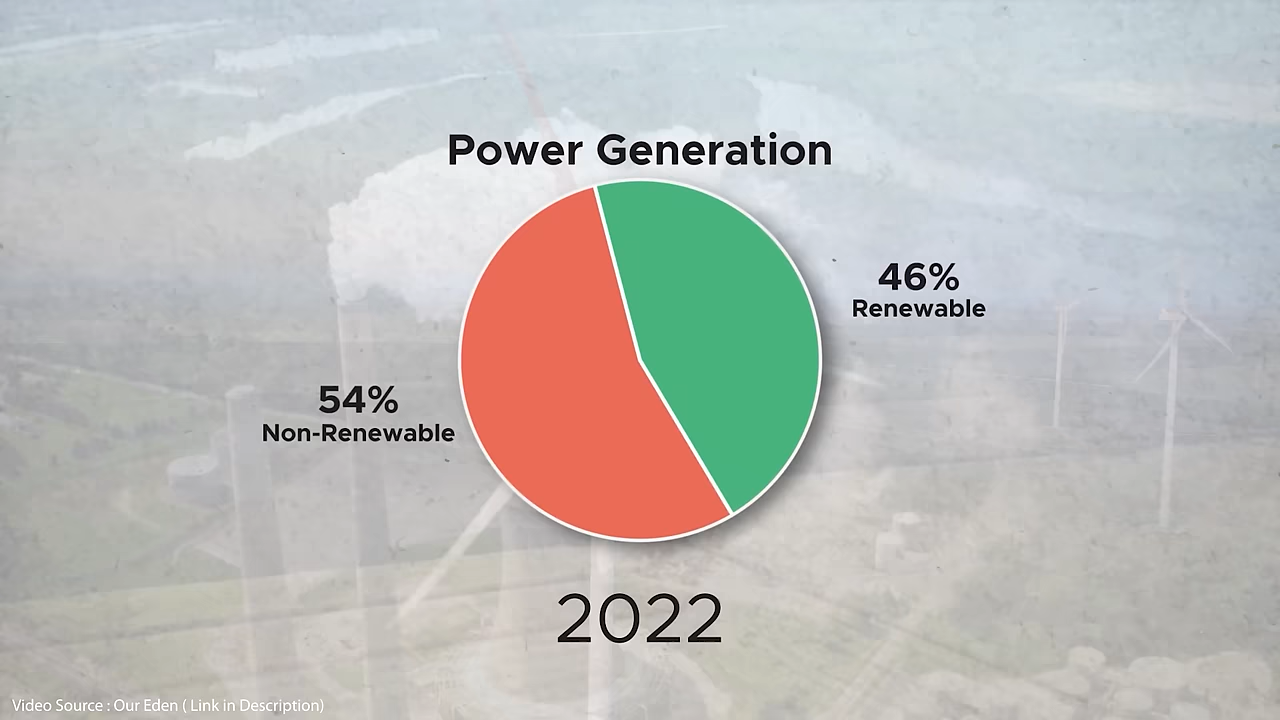 Power Generation
46%
Renewable
54%
Non-Renewable
2022
Video Source : Our Eden ( Link in Description)